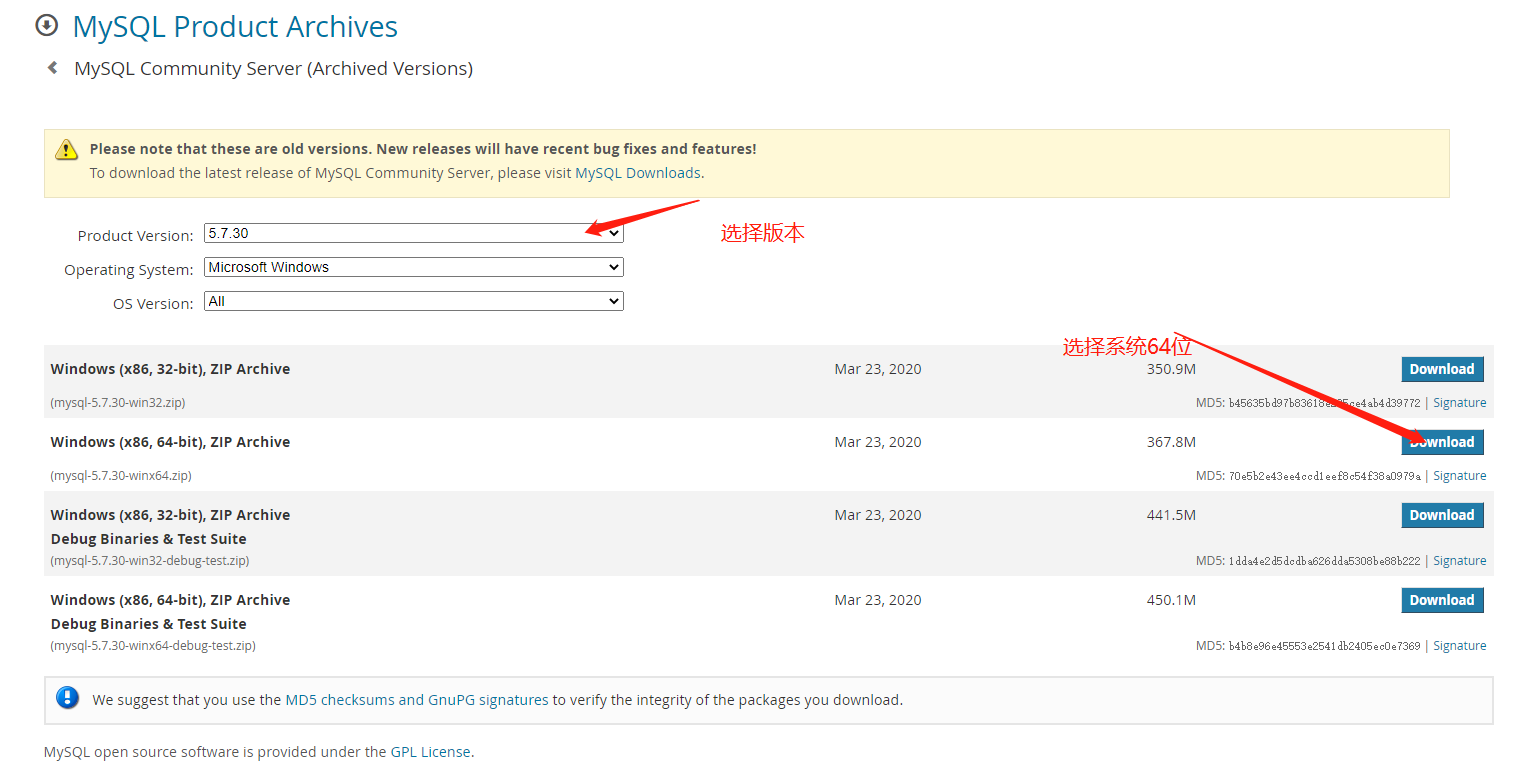 MySQL Product Archives
MySQL Community Server (Archived Versions)
Please note that these are old versions. New releases will have recent bug fixes and features!
To download the latest release of MySQL Community Server, please visit MySQL Downloads.
Product Version: 5.7.30
选择版本
Operating System: Microsoft Windows
OS Version: All
选择系统64位
Windows (x86, 32-bit), ZIP Archive Mar 23, 2020 350.9M Download
(mysql-5.7.30-win32.zip) MD5: | Signature
Windows (x86, 64-bit), ZIP Archive Mar 23, 2020 367.8M Download
(mysql-5.7.30-winx64.zip) MD5: 70e5b2e43ee4ccd1eef8c54f38a0979a | Signature
Windows (x86, 32-bit), ZIP Archive Mar 23, 2020 441.5M Download
Debug Binaries & Test Suite
(mysql-5.7.30-win32-debug-test.zip) MD5: 1dda4e2d5dcdba626dda5308be88b222 | Signature
Windows (x86, 64-bit), ZIP Archive Mar 23, 2020 450.1M Download
Debug Binaries & Test Suite
(mysql-5.7.30-winx64-debug-test.zip) MD5: b4b8e96e45553e2541db2405ec0e7369 | Signature
We suggest that you use the MD5 checksums and GnuPG signatures to verify the integrity of the packages you download.
MySQL open source software is provided under the GPL License.